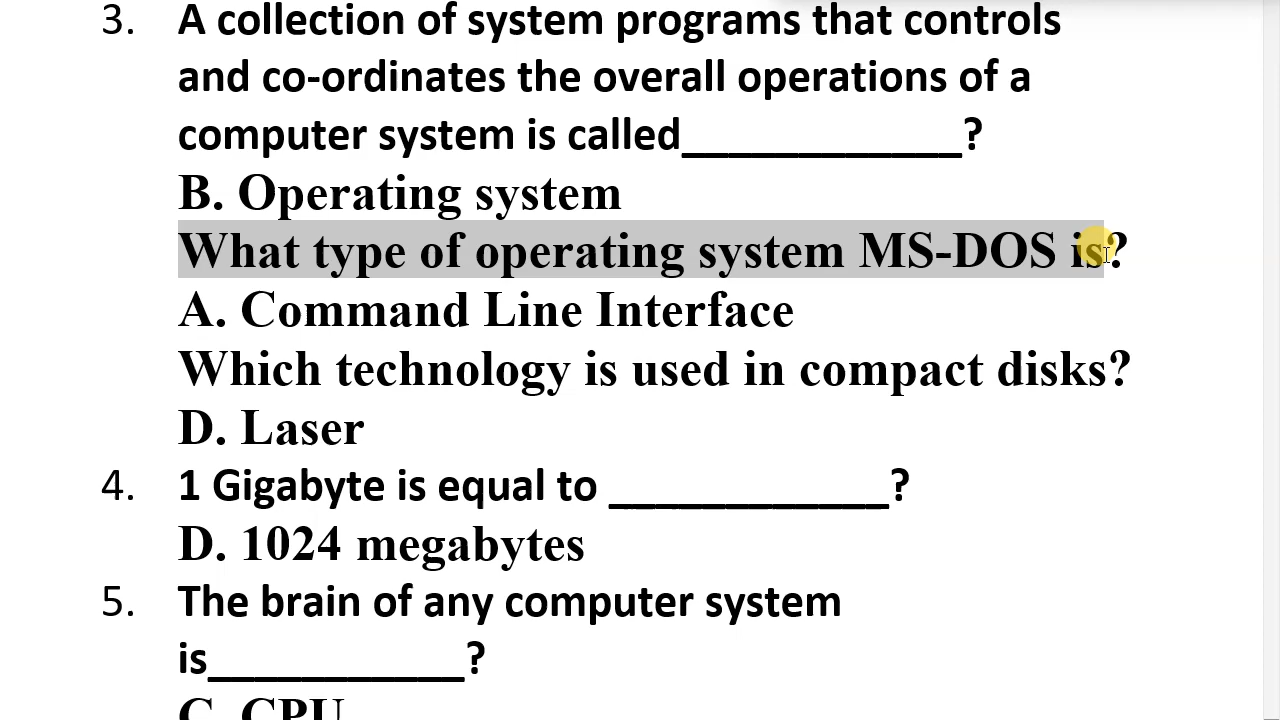 3. A collection of system programs that controls
and co-ordinates the overall operations of a
computer system is called____________?
B. Operating system
What type of operating system MS-DOS is?
A. Command Line Interface
Which technology is used in compact disks?
D. Laser
4. 1 Gigabyte is equal to ____________?
D. 1024 megabytes
5. The brain of any computer system
is___________?
C. CPU